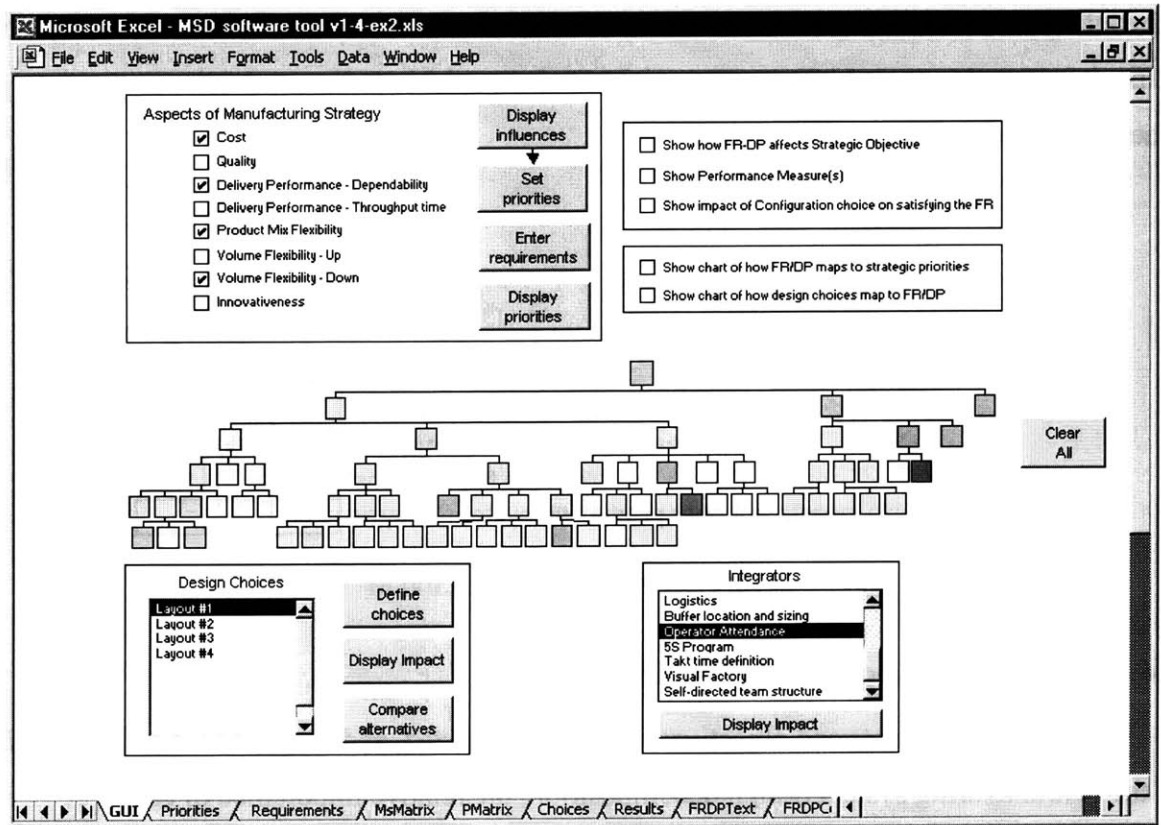 Microsoft Excel - MSD software tool v1-4-ex2.xls
File Edit View Insert Format Tools Data Window Help
Aspects of Manufacturing Strategy
Cost
Quality
Delivery Performance - Dependability
Delivery Performance - Throughput time
Product Mix Flexibility
Volume Flexibility - Up
Volume Flexibility - Down
Innovativeness
Display
influences
Set
priorities
Enter
requirements
Display
priorities
Show how FR-DP affects Strategic Objective
Show Performance Measure(s)
Show impact of Configuration choice on satisfying the FR
Show chart of how FR/DP maps to strategic priorities
Show chart of how design choices map to FR/DP
Clear
All
Design Choices
Layout #1
Layout #2
Layout #3
Layout #4
Define
choices
Display Impact
Compare
alternatives
Integrators
Logistics
Buffer location and sizing
Operator Attendance
5S Program
Takt time definition
Visual Factory
Self-directed team structure
Display Impact
GUI Priorities Requirements MsMatrix PMatrix Choices Results FRDPText